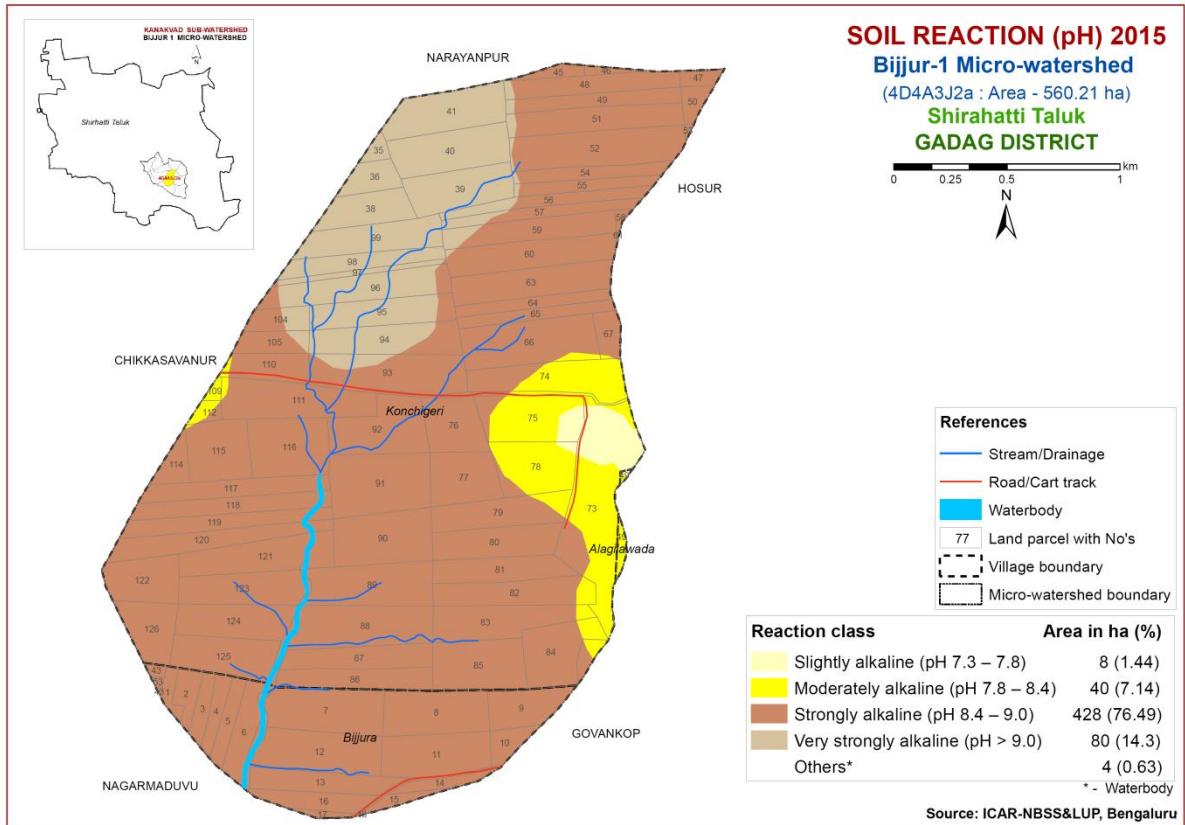 KANAKVAD SUB-WATERSHED
BIJJUR 1 MICRO-WATERSHED
N
Shirhatti Taluk
4D4A3J2a
SOIL REACTION (pH) 2015
Bijjur-1 Micro-watershed
(4D4A3J2a : Area - 560.21 ha)
Shirahatti Taluk
GADAG DISTRICT
km
0 0.25 0.5 1
N
NARAYANPUR
HOSUR
CHIKKASAVANUR
GOVANKOP
NAGARMADUVU
Konchigeri
Alagilawada
Bijjura
45 46 47
48
41 49 50
51
35 40 52
36 54
39 55
38 56
57
99 59
98 60
97
96 63
95 64
104 65
94 66 67
105
110 93 74
109
111
112 75
92 76
115 116
114 78
91 77
117
118 73
79
119
120 90 80
121
81
122 123 89 82
124 88 83
126
125 87 84
85
43 86
53
1 2
3 4 5
6 7 8 9
12 11 10
13 14
16 15
17 18
References
Stream/Drainage
Road/Cart track
Waterbody
77 Land parcel with No's
Village boundary
Micro-watershed boundary
Reaction class Area in ha (%)
Slightly alkaline (pH 7.3 – 7.8) 8 (1.44)
Moderately alkaline (pH 7.8 – 8.4) 40 (7.14)
Strongly alkaline (pH 8.4 – 9.0) 428 (76.49)
Very strongly alkaline (pH > 9.0) 80 (14.3)
Others* 4 (0.63)
* - Waterbody
Source: ICAR-NBSS&LUP, Bengaluru